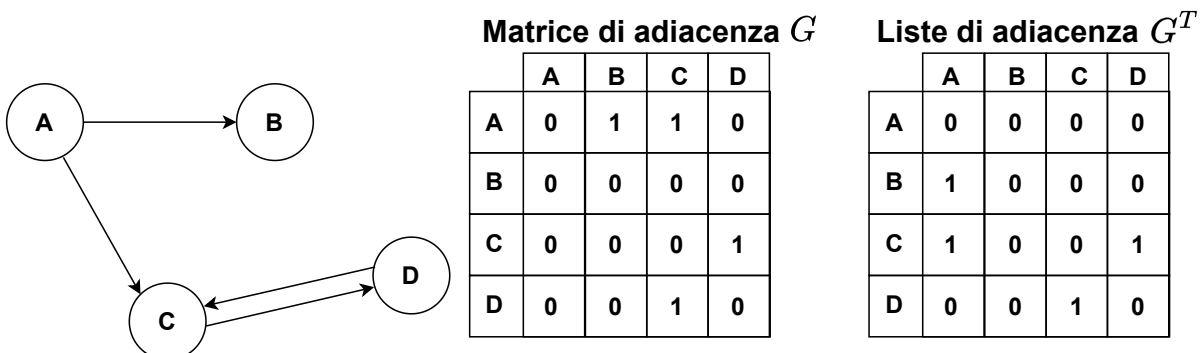 A
B
C
D
Matrice di adiacenza G
A B C D
A 0 1 1 0
B 0 0 0 0
C 0 0 0 1
D 0 0 1 0
Liste di adiacenza G^T
A B C D
A 0 0 0 0
B 1 0 0 0
C 1 0 0 1
D 0 0 1 0